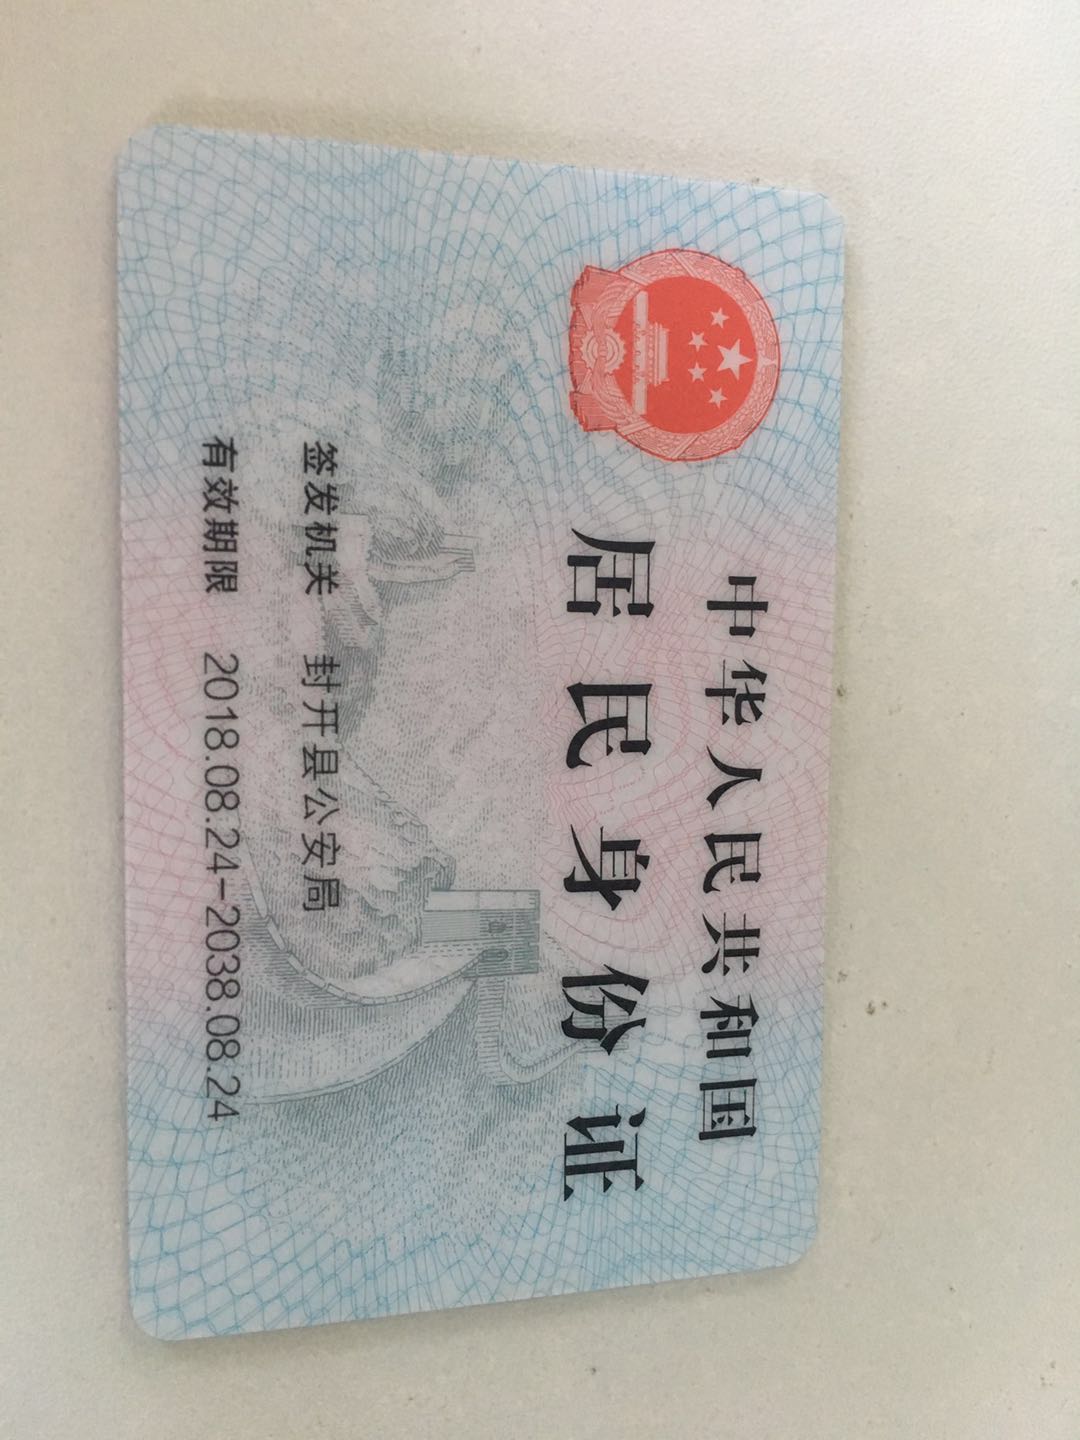 中华人民共和国
居民身份证
签发机关 封开县公安局
有效期限 2018.08.24-2038.08.24